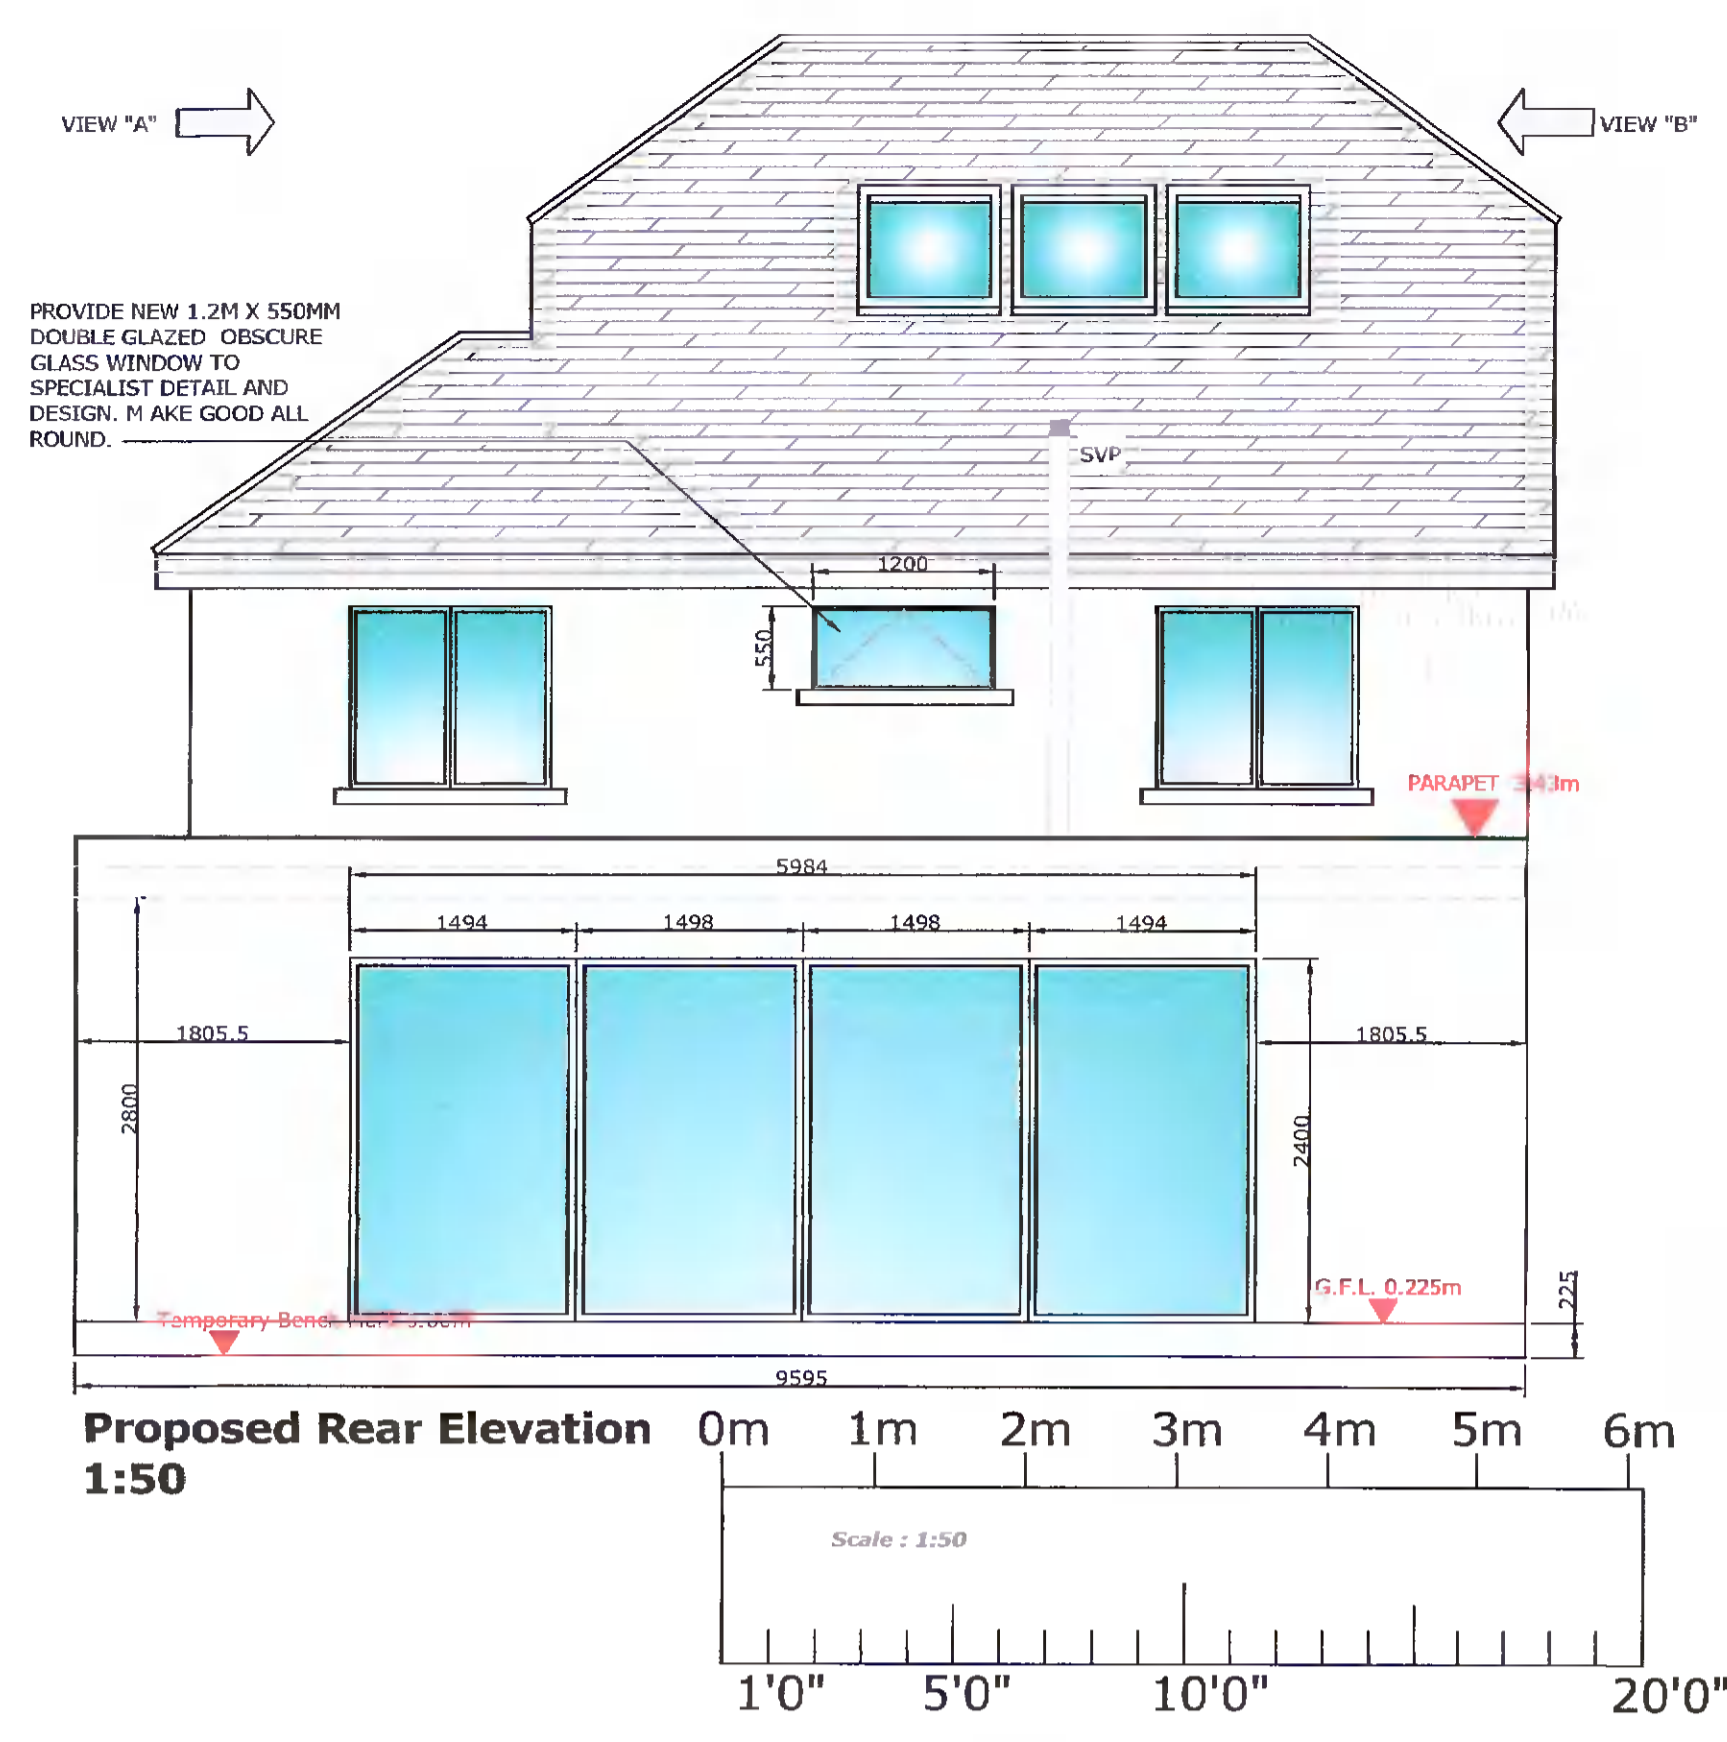 VIEW "A"
VIEW "B"
PROVIDE NEW 1.2M X 550MM
DOUBLE GLAZED OBSCURE
GLASS WINDOW TO
SPECIALIST DETAIL AND
DESIGN. M AKE GOOD ALL
ROUND.
SVP
1200
550
PARAPET
5984
1494 1498 1498 1494
1805.5
1805.5
2800
2400
G.F.L. 0.225m
225
Temporary Bench
9595
Proposed Rear Elevation
1:50
0m 1m 2m 3m 4m 5m 6m
Scale : 1:50
1'0" 5'0" 10'0" 20'0"